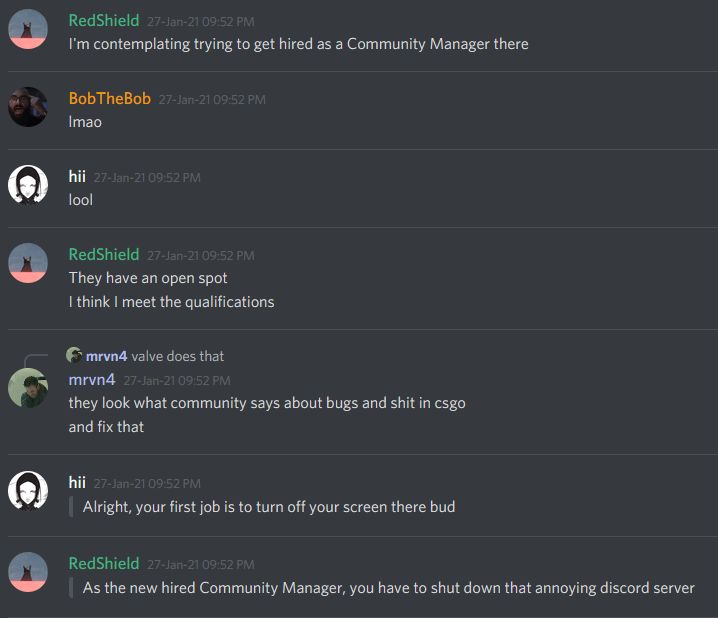 RedShield 27-Jan-21 09:52 PM
I'm contemplating trying to get hired as a Community Manager there
BobTheBob 27-Jan-21 09:52 PM
lmao
hii 27-Jan-21 09:52 PM
lool
RedShield 27-Jan-21 09:52 PM
They have an open spot
I think I meet the qualifications
mrvn4 valve does that
mrvn4 27-Jan-21 09:52 PM
they look what community says about bugs and shit in csgo
and fix that
hii 27-Jan-21 09:52 PM
Alright, your first job is to turn off your screen there bud
RedShield 27-Jan-21 09:52 PM
As the new hired Community Manager, you have to shut down that annoying discord server